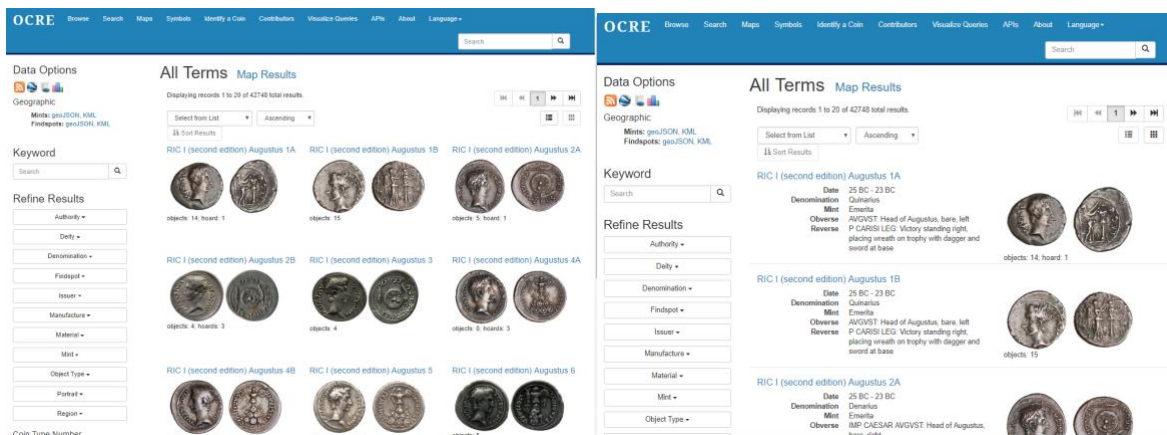 OCRE Browse Search Maps Symbols Identify a Coin Contributors Visualize Queries APIs About Language
Search
Data Options
Geographic
Mints: geoJSON, KML
Findspots: geoJSON, KML
Keyword
Search
Refine Results
Authority
Deity
Denomination
Findspot
Issuer
Manufacture
Material
Mint
Object Type
Portrait
Region
Coin Type Number
All Terms Map Results
Displaying records 1 to 20 of 42748 total results.
1
Select from List Ascending
Sort Results
RIC I (second edition) Augustus 1A RIC I (second edition) Augustus 1B RIC I (second edition) Augustus 2A
objects: 14; hoard: 1 objects: 15 objects: 5; hoard: 1
RIC I (second edition) Augustus 2B RIC I (second edition) Augustus 3 RIC I (second edition) Augustus 4A
objects: 4; hoards: 3 objects: 4 objects: 8; hoards: 3
RIC I (second edition) Augustus 4B RIC I (second edition) Augustus 5 RIC I (second edition) Augustus 6
OCRE Browse Search Maps Symbols Identify a Coin Contributors Visualize Queries APIs About Language
Search
Data Options
Geographic
Mints: geoJSON, KML
Findspots: geoJSON, KML
Keyword
Search
Refine Results
Authority
Deity
Denomination
Findspot
Issuer
Manufacture
Material
Mint
Object Type
All Terms Map Results
Displaying records 1 to 20 of 42748 total results.
1
Select from List Ascending
Sort Results
RIC I (second edition) Augustus 1A
Date 25 BC - 23 BC
Denomination Quinarius
Mint Emerita
Obverse AVGVST: Head of Augustus, bare, left
Reverse P CARISI LEG: Victory standing right,
placing wreath on trophy with dagger and
sword at base
objects: 14; hoard: 1
RIC I (second edition) Augustus 1B
Date 25 BC - 23 BC
Denomination Quinarius
Mint Emerita
Obverse AVGVST: Head of Augustus, bare, left
Reverse P CARISI LEG: Victory standing right,
placing wreath on trophy with dagger and
sword at base
objects: 15
RIC I (second edition) Augustus 2A
Date 25 BC - 23 BC
Denomination Denarius
Mint Emerita
Obverse IMP CAESAR AVGVST: Head of Augustus,